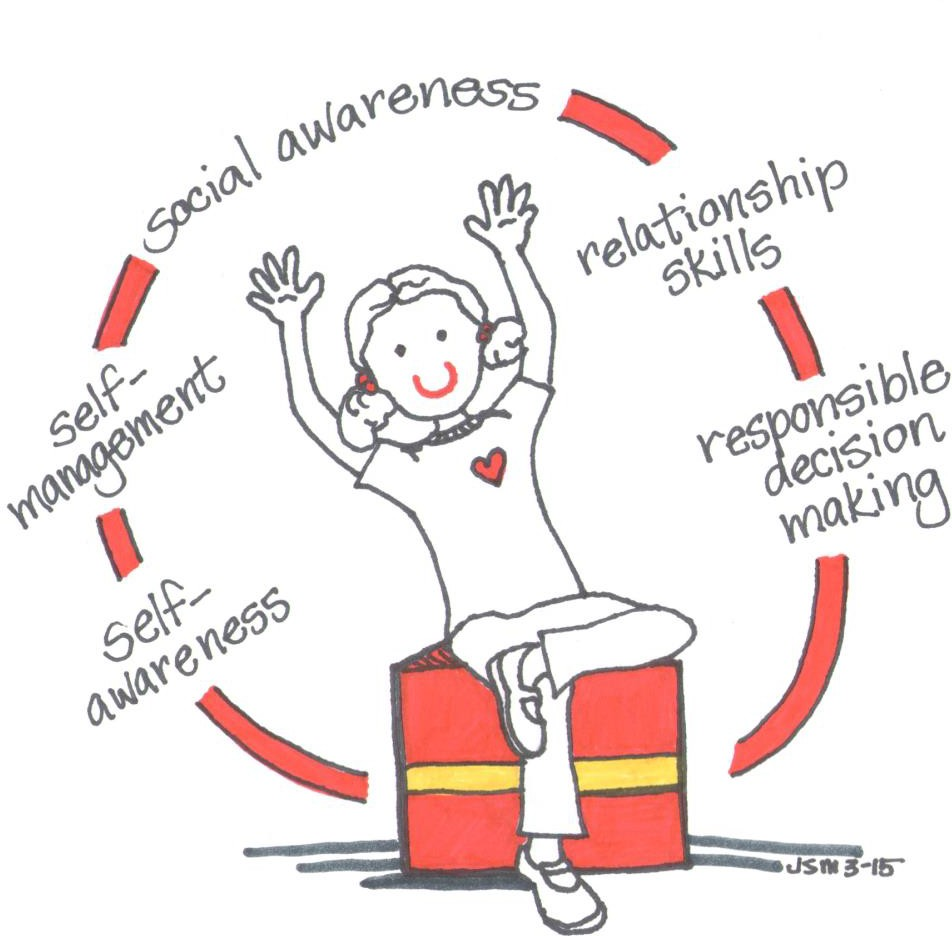 social awareness
relationship
skills
self-
management
responsible
decision
making
self-
awareness
JSM 3-15